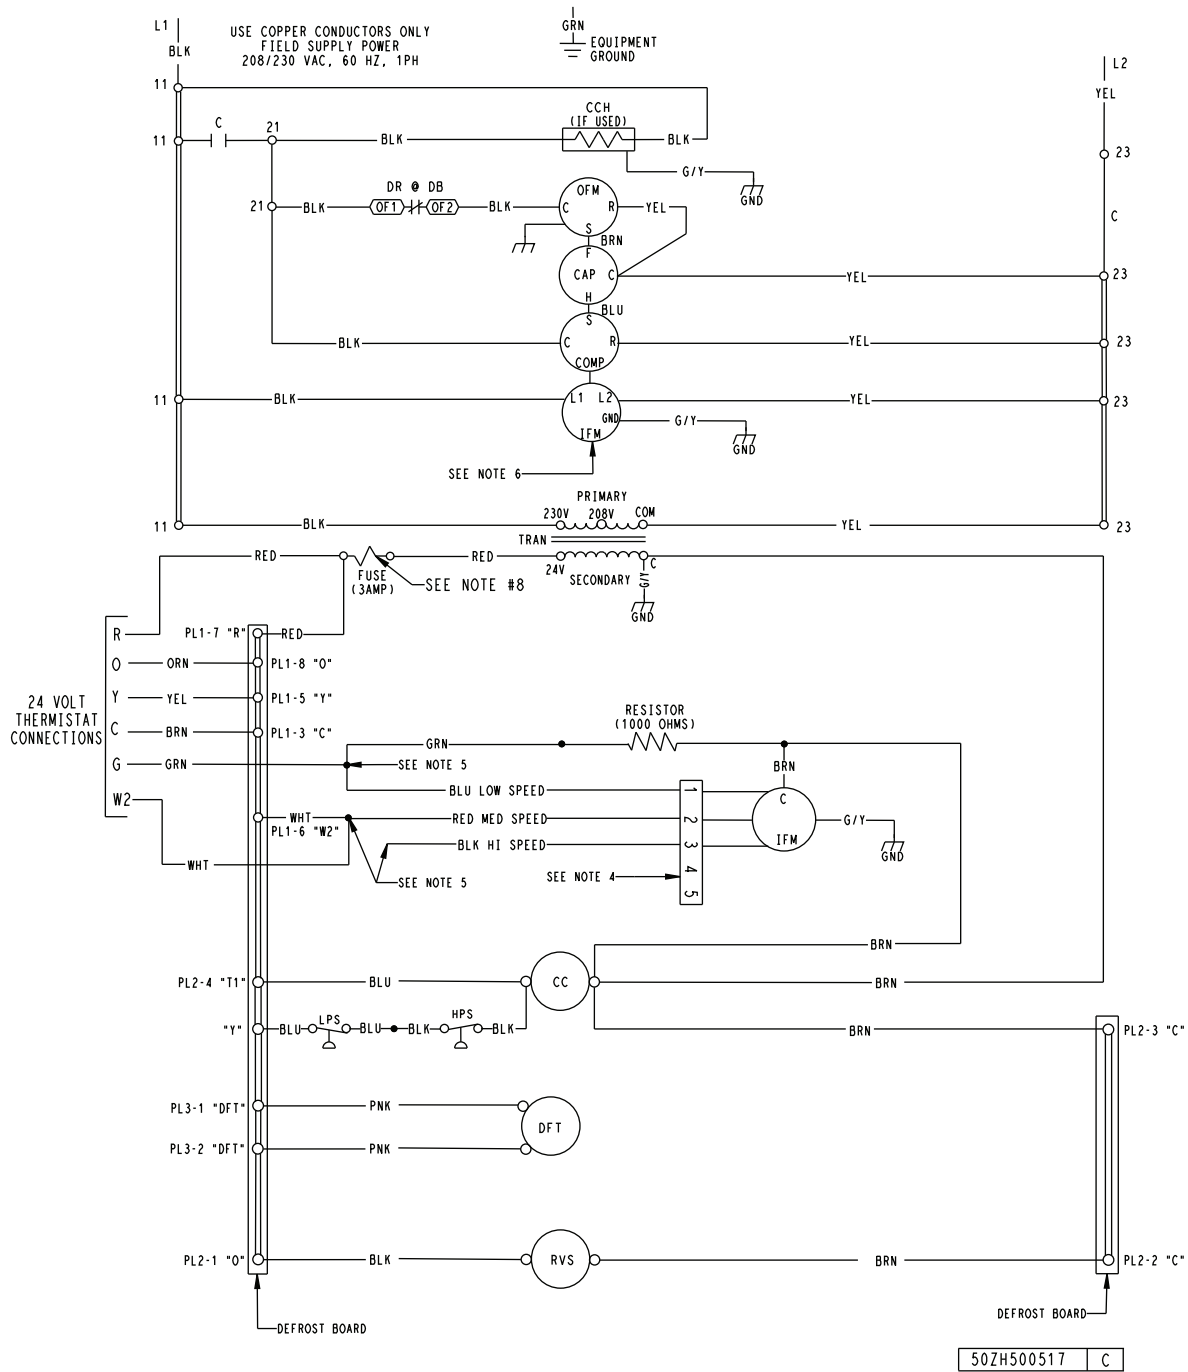 L1
BLK
USE COPPER CONDUCTORS ONLY
FIELD SUPPLY POWER
208/230 VAC, 60 HZ, 1PH
GRN
EQUIPMENT
GROUND
L2
YEL
11
CCH
(IF USED)
11
C
21
BLK
BLK
23
G/Y
GND
DR @ DB
21
BLK
OF1
OF2
BLK
C
OFM
R
S
YEL
C
BRN
F
CAP
C
H
YEL
23
BLU
S
BLK
C
R
COMP
YEL
23
11
BLK
L1
L2
GND
IFM
YEL
23
G/Y
GND
SEE NOTE 6
PRIMARY
230V
208V
COM
11
BLK
YEL
23
TRAN
RED
FUSE
(3AMP)
RED
24V
SECONDARY
C
G/Y
GND
SEE NOTE #8
24 VOLT
THERMISTAT
CONNECTIONS
R
PL1-7 "R"
RED
O
ORN
PL1-8 "O"
Y
YEL
PL1-5 "Y"
C
BRN
PL1-3 "C"
G
GRN
W2
WHT
GRN
RESISTOR
(1000 OHMS)
SEE NOTE 5
BRN
BLU LOW SPEED
1
C
IFM
G/Y
GND
WHT
PL1-6 "W2"
RED MED SPEED
2
BLK HI SPEED
3
SEE NOTE 5
SEE NOTE 4
4
5
BRN
PL2-4 "T1"
BLU
CC
BRN
"Y"
BLU
LPS
BLU
BLK
HPS
BLK
BRN
PL2-3 "C"
PL3-1 "DFT"
PNK
DFT
PL3-2 "DFT"
PNK
PL2-1 "O"
BLK
RVS
BRN
PL2-2 "C"
DEFROST BOARD
DEFROST BOARD
50ZH500517
C